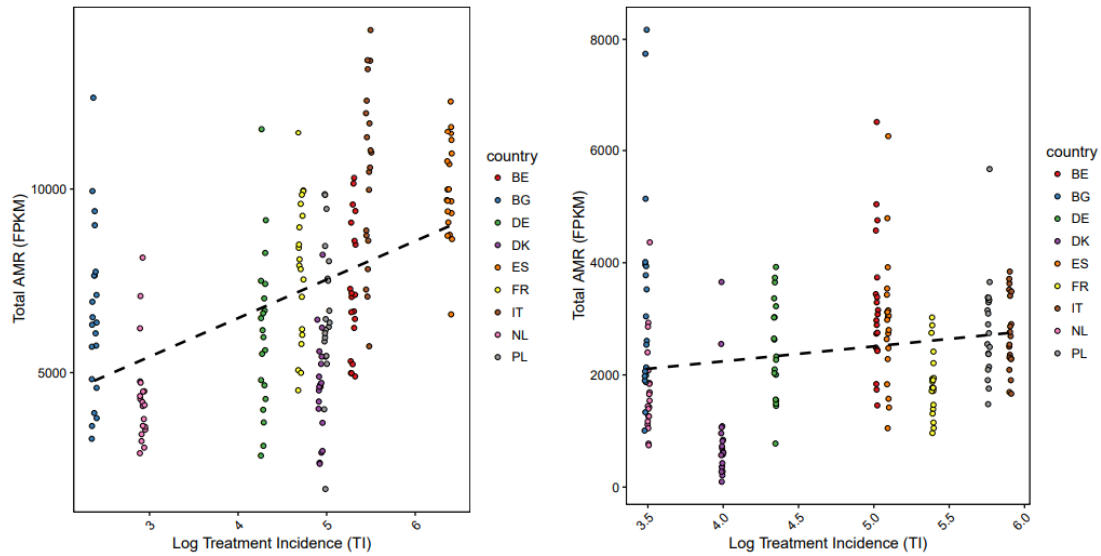 Total AMR (FPKM)
10000
5000
3
4
5
6
Log Treatment Incidence (TI)
country
BE
BG
DE
DK
ES
FR
IT
NL
PL
Total AMR (FPKM)
8000
6000
4000
2000
0
3.5
4.0
4.5
5.0
5.5
6.0
Log Treatment Incidence (TI)
country
BE
BG
DE
DK
ES
FR
IT
NL
PL